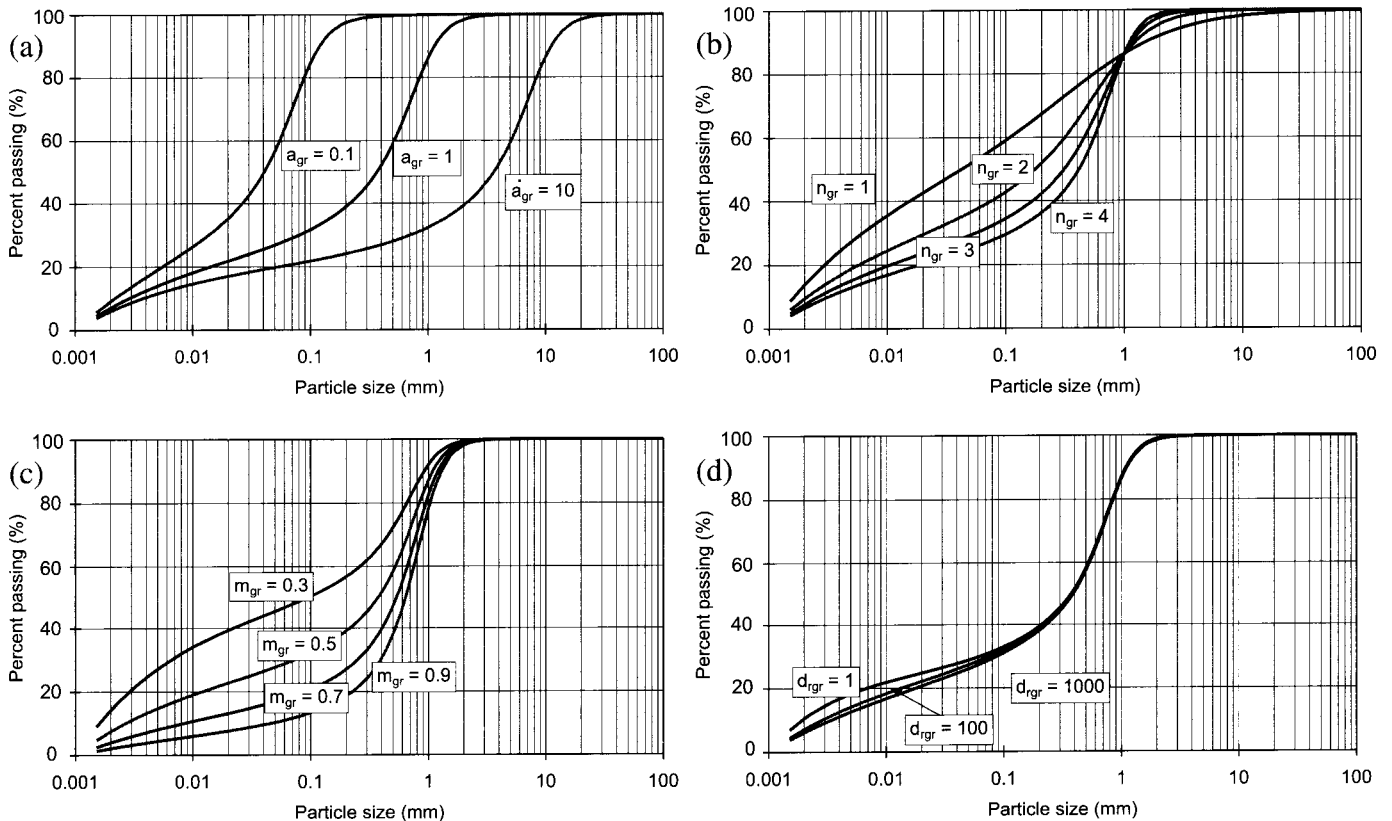 (a)
Percent passing (%)
100
80
60
40
20
0
a_gr = 0.1
a_gr = 1
a_gr = 10
0.001 0.01 0.1 1 10 100
Particle size (mm)
(b)
Percent passing (%)
100
80
60
40
20
0
n_gr = 1
n_gr = 2
n_gr = 3
n_gr = 4
0.001 0.01 0.1 1 10 100
Particle size (mm)
(c)
Percent passing (%)
100
80
60
40
20
0
m_gr = 0.3
m_gr = 0.5
m_gr = 0.7
m_gr = 0.9
0.001 0.01 0.1 1 10 100
Particle size (mm)
(d)
Percent passing (%)
100
80
60
40
20
0
d_rgr = 1
d_rgr = 100
d_rgr = 1000
0.001 0.01 0.1 1 10 100
Particle size (mm)